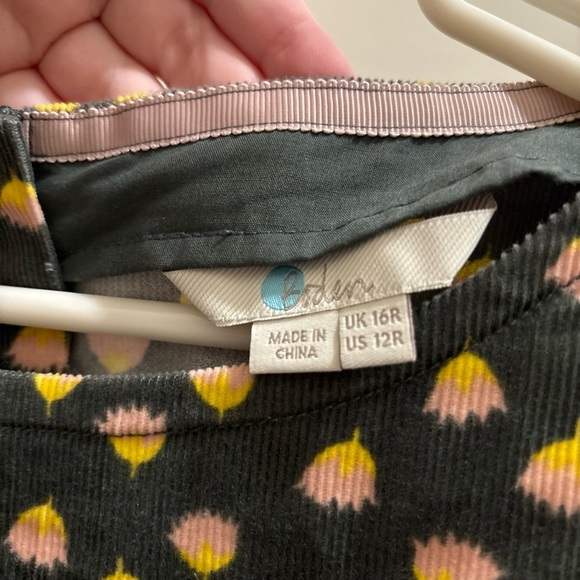 Boden
MADE IN
CHINA
UK 16R
US 12R